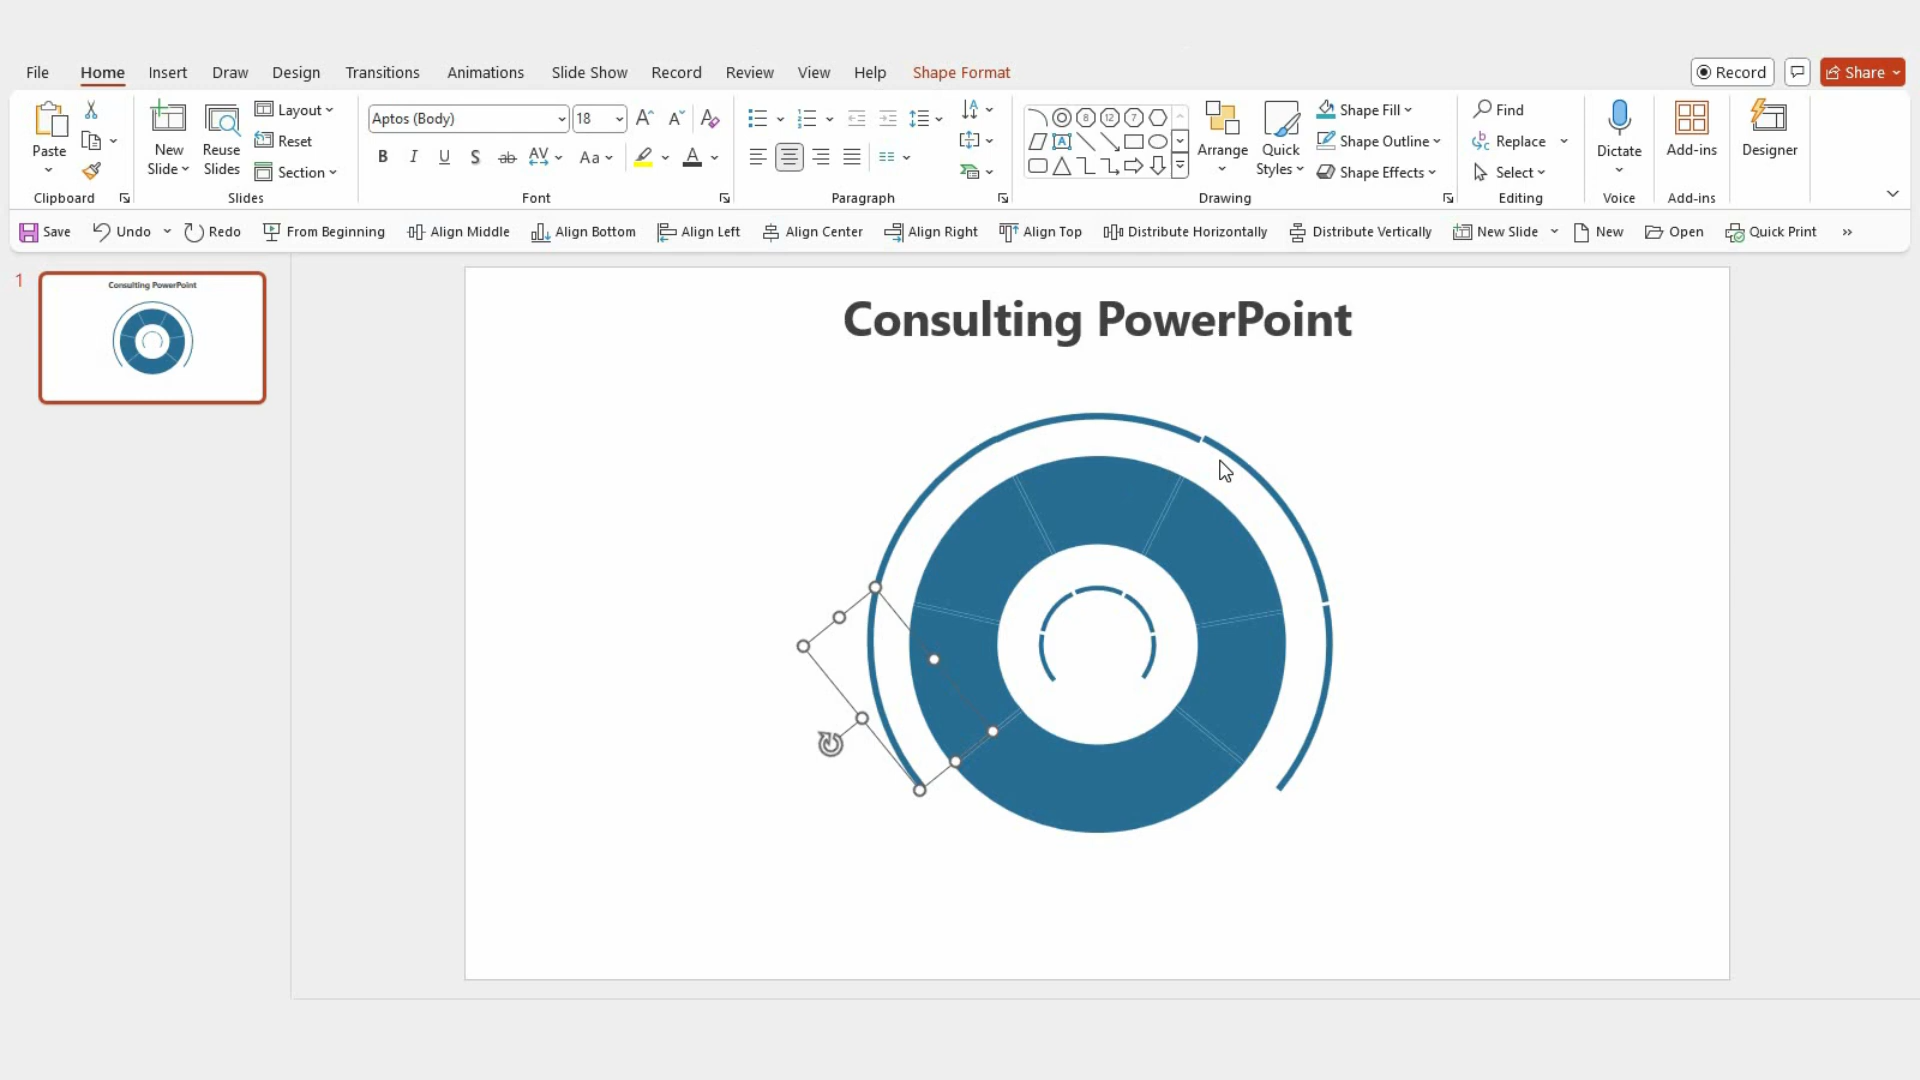 File Home Insert Draw Design Transitions Animations Slide Show Record Review View Help Shape Format Record Share
Paste
New Slide
Reuse Slides
Layout
Reset
Section
Aptos (Body) 18
B I U S ab AV Aa A
Arrange
Quick Styles
Shape Fill
Shape Outline
Shape Effects
Find
Replace
Select
Dictate
Add-ins
Designer
Clipboard Slides Font Paragraph Drawing Editing Voice Add-ins
Save Undo Redo From Beginning Align Middle Align Bottom Align Left Align Center Align Right Align Top Distribute Horizontally Distribute Vertically New Slide New Open Quick Print »
1
Consulting PowerPoint
Consulting PowerPoint